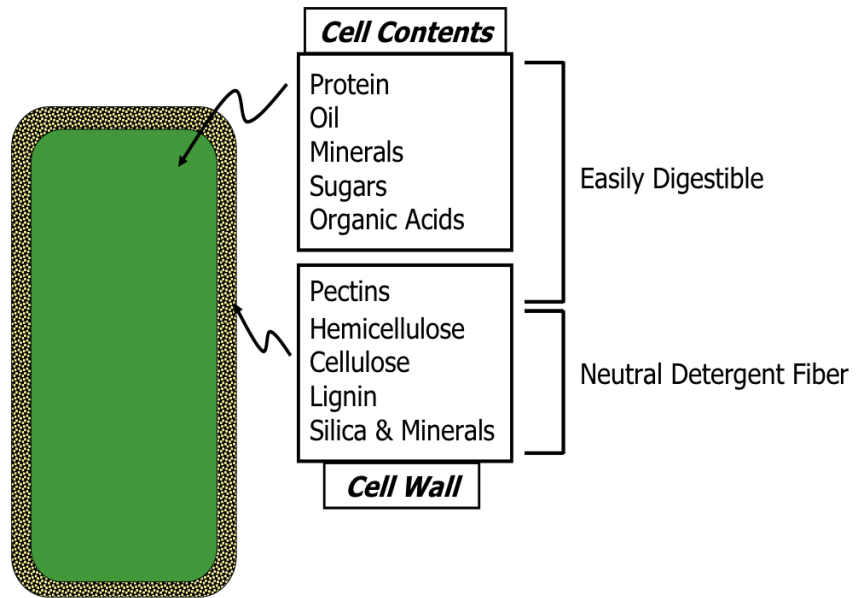 Cell Contents
Protein
Oil
Minerals
Sugars
Organic Acids
Easily Digestible
Pectins
Hemicellulose
Cellulose
Lignin
Silica & Minerals
Neutral Detergent Fiber
Cell Wall